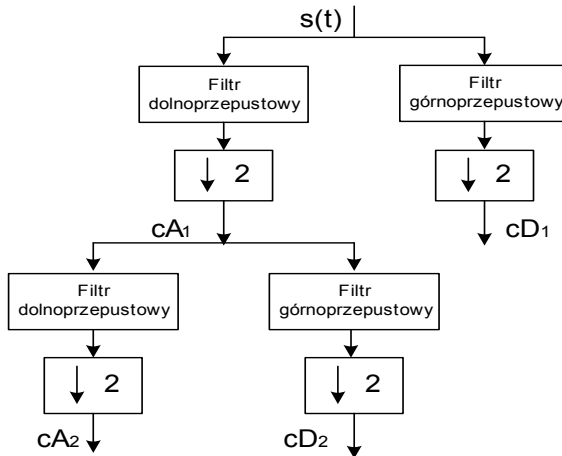 s(t)
Filtr
dolnoprzepustowy
Filtr
górnoprzepustowy
2
2
cA1
cD1
Filtr
dolnoprzepustowy
Filtr
górnoprzepustowy
2
2
cA2
cD2